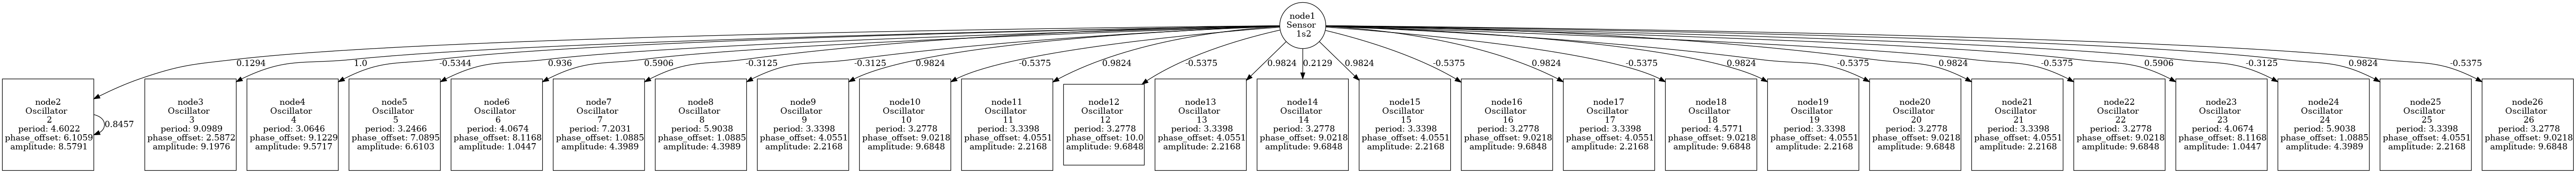 node1
Sensor
1s2
0.1294
1.0
-0.5344
0.936
0.5906
-0.3125
-0.3125
0.9824
-0.5375
0.9824
-0.5375
0.9824
0.2129
0.9824
-0.5375
0.9824
-0.5375
0.9824
-0.5375
0.9824
-0.5375
0.5906
-0.3125
0.9824
-0.5375
node2
Oscillator
2
period: 4.6022
phase_offset: 6.1059
amplitude: 8.5791
0.8457
node3
Oscillator
3
period: 9.0989
phase_offset: 2.5872
amplitude: 9.1976
node4
Oscillator
4
period: 3.0646
phase_offset: 9.1229
amplitude: 9.5717
node5
Oscillator
5
period: 3.2466
phase_offset: 7.0895
amplitude: 6.6103
node6
Oscillator
6
period: 4.0674
phase_offset: 8.1168
amplitude: 1.0447
node7
Oscillator
7
period: 7.2031
phase_offset: 1.0885
amplitude: 4.3989
node8
Oscillator
8
period: 5.9038
phase_offset: 1.0885
amplitude: 4.3989
node9
Oscillator
9
period: 3.3398
phase_offset: 4.0551
amplitude: 2.2168
node10
Oscillator
10
period: 3.2778
phase_offset: 9.0218
amplitude: 9.6848
node11
Oscillator
11
period: 3.3398
phase_offset: 4.0551
amplitude: 2.2168
node12
Oscillator
12
period: 3.2778
phase_offset: 10.0
amplitude: 9.6848
node13
Oscillator
13
period: 3.3398
phase_offset: 4.0551
amplitude: 2.2168
node14
Oscillator
14
period: 3.2778
phase_offset: 9.0218
amplitude: 9.6848
node15
Oscillator
15
period: 3.3398
phase_offset: 4.0551
amplitude: 2.2168
node16
Oscillator
16
period: 3.2778
phase_offset: 9.0218
amplitude: 9.6848
node17
Oscillator
17
period: 3.3398
phase_offset: 4.0551
amplitude: 2.2168
node18
Oscillator
18
period: 4.5771
phase_offset: 9.0218
amplitude: 9.6848
node19
Oscillator
19
period: 3.3398
phase_offset: 4.0551
amplitude: 2.2168
node20
Oscillator
20
period: 3.2778
phase_offset: 9.0218
amplitude: 9.6848
node21
Oscillator
21
period: 3.3398
phase_offset: 4.0551
amplitude: 2.2168
node22
Oscillator
22
period: 3.2778
phase_offset: 9.0218
amplitude: 9.6848
node23
Oscillator
23
period: 4.0674
phase_offset: 8.1168
amplitude: 1.0447
node24
Oscillator
24
period: 5.9038
phase_offset: 1.0885
amplitude: 4.3989
node25
Oscillator
25
period: 3.3398
phase_offset: 4.0551
amplitude: 2.2168
node26
Oscillator
26
period: 3.2778
phase_offset: 9.0218
amplitude: 9.6848